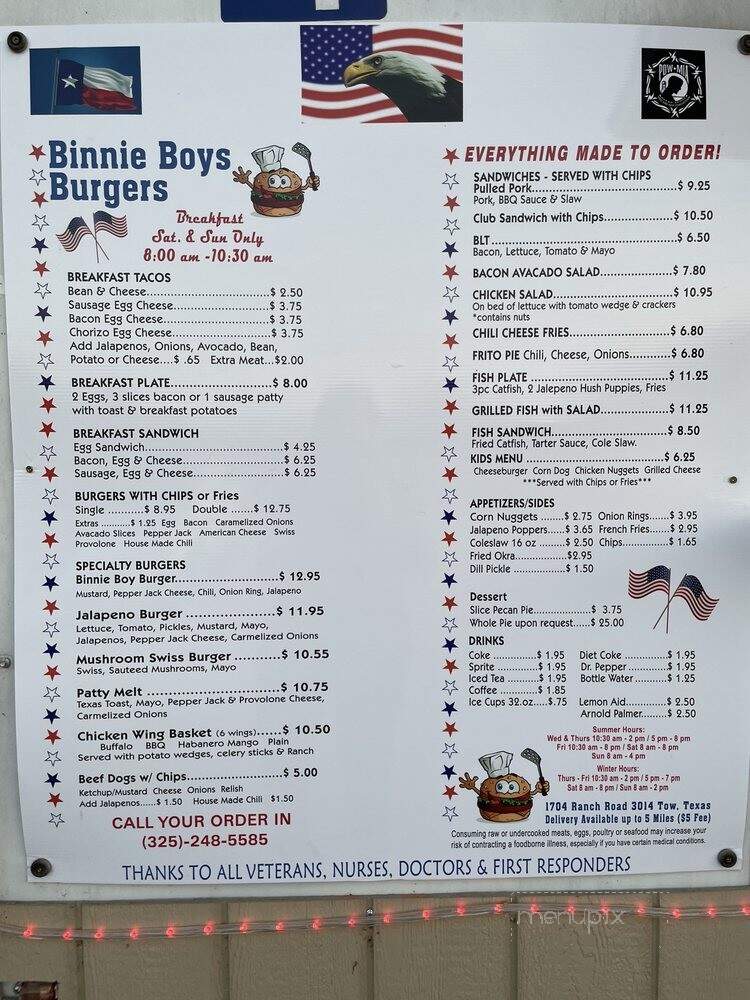 POW★MIA
Binnie Boys
Burgers
Breakfast
Sat. & Sun Only
8:00 am -10:30 am
BREAKFAST TACOS
Bean & Cheese..............................$ 2.50
Sausage Egg Cheese........................$ 3.75
Bacon Egg Cheese...........................$ 3.75
Chorizo Egg Cheese.........................$ 3.75
Add Jalapenos, Onions, Avocado, Bean,
Potato or Cheese....$ .65 Extra Meat...$2.00
BREAKFAST PLATE.......................$ 8.00
2 Eggs, 3 slices bacon or 1 sausage patty
with toast & breakfast potatoes
BREAKFAST SANDWICH
Egg Sandwich.................................$ 4.25
Bacon, Egg & Cheese........................$ 6.25
Sausage, Egg & Cheese......................$ 6.25
BURGERS WITH CHIPS or Fries
Single ..........$ 8.95 Double ......$ 12.75
Extras ...........$ 1.25 Egg Bacon Caramelized Onions
Avacado Slices Pepper Jack American Cheese Swiss
Provolone House Made Chili
SPECIALTY BURGERS
Binnie Boy Burger............................$ 12.95
Mustard, Pepper Jack Cheese, Chili, Onion Ring, Jalapeno
Jalapeno Burger .......................$ 11.95
Lettuce, Tomato, Pickles, Mustard, Mayo,
Jalapenos, Pepper Jack Cheese, Carmelized Onions
Mushroom Swiss Burger ..........$ 10.55
Swiss, Sauteed Mushrooms, Mayo
Patty Melt .............................$ 10.75
Texas Toast, Mayo, Pepper Jack & Provolone Cheese,
Carmelized Onions
Chicken Wing Basket (6 wings)......$ 10.50
Buffalo BBQ Habanero Mango Plain
Served with potato wedges, celery sticks & Ranch
Beef Dogs w/ Chips.......................$ 5.00
Ketchup/Mustard Cheese Onions Relish
Add Jalapenos.....$ 1.50 House Made Chili $1.50
CALL YOUR ORDER IN
(325)-248-5585
EVERYTHING MADE TO ORDER!
SANDWICHES - SERVED WITH CHIPS
Pulled Pork..................................$ 9.25
Pork, BBQ Sauce & Slaw
Club Sandwich with Chips.................$ 10.50
BLT............................................$ 6.50
Bacon, Lettuce, Tomato & Mayo
BACON AVACADO SALAD...................$ 7.80
CHICKEN SALAD.............................$ 10.95
On bed of lettuce with tomato wedge & crackers
*contains nuts
CHILI CHEESE FRIES..........................$ 6.80
FRITO PIE Chili, Cheese, Onions..........$ 6.80
FISH PLATE ..................................$ 11.25
3pc Catfish, 2 Jalepeno Hush Puppies, Fries
GRILLED FISH with SALAD...................$ 11.25
FISH SANDWICH.............................$ 8.50
Fried Catfish, Tarter Sauce, Cole Slaw.
KIDS MENU ..................................$ 6.25
Cheeseburger Corn Dog Chicken Nuggets Grilled Cheese
***Served with Chips or Fries***
APPETIZERS/SIDES
Corn Nuggets ........$ 2.75 Onion Rings......$ 3.95
Jalapeno Poppers......$ 3.65 French Fries......$ 2.95
Coleslaw 16 oz ........$ 2.50 Chips..............$ 1.65
Fried Okra.................$2.95
Dill Pickle .................$ 1.50
Dessert
Slice Pecan Pie..................$ 3.75
Whole Pie upon request.....$ 25.00
DRINKS
Coke ............$ 1.95 Diet Coke .............$ 1.95
Sprite ............$ 1.95 Dr. Pepper ............$ 1.95
Iced Tea .........$ 1.95 Bottle Water .........$ 1.25
Coffee ...........$ 1.85
Ice Cups 32.oz....$.75 Lemon Aid.............$ 2.50
Arnold Palmer........$ 2.50
Summer Hours:
Wed & Thurs 10:30 am - 2 pm / 5 pm - 8 pm
Fri 10:30 am - 8 pm / Sat 8 am - 8 pm
Sun 8 am - 4 pm
Winter Hours:
Thurs - Fri 10:30 am - 2 pm / 5 pm - 7 pm
Sat 8 am - 8 pm / Sun 8 am - 2 pm
1704 Ranch Road 3014 Tow, Texas
Delivery Available up to 5 Miles ($5 Fee)
Consuming raw or undercooked meats, eggs, poultry or seafood may increase your
risk of contracting a foodborne illness, especially if you have certain medical conditions.
THANKS TO ALL VETERANS, NURSES, DOCTORS & FIRST RESPONDERS
menupix